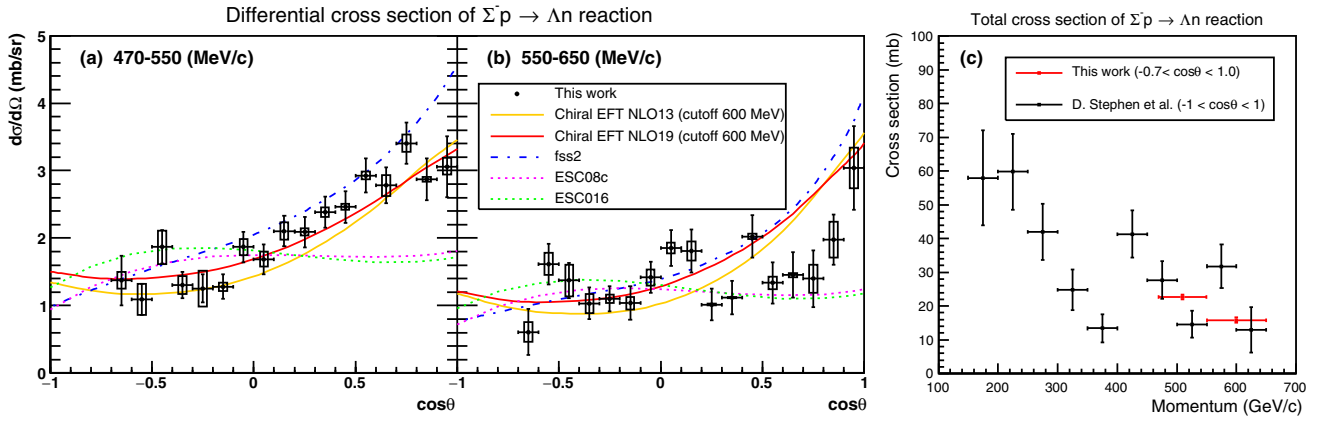 Differential cross section of Σ⁻p → Λn reaction
dσ/dΩ (mb/sr)
5
4
3
2
1
0
(a) 470-550 (MeV/c)
−1
−0.5
0
0.5
cosθ
(b) 550-650 (MeV/c)
This work
Chiral EFT NLO13 (cutoff 600 MeV)
Chiral EFT NLO19 (cutoff 600 MeV)
fss2
ESC08c
ESC016
−1
−0.5
0
0.5
1
cosθ
Total cross section of Σ⁻p → Λn reaction
Cross section (mb)
100
90
80
70
60
50
40
30
20
10
0
(c)
This work (-0.7< cosθ < 1.0)
D. Stephen et al. (-1 < cosθ < 1)
100
200
300
400
500
600
700
Momentum (GeV/c)